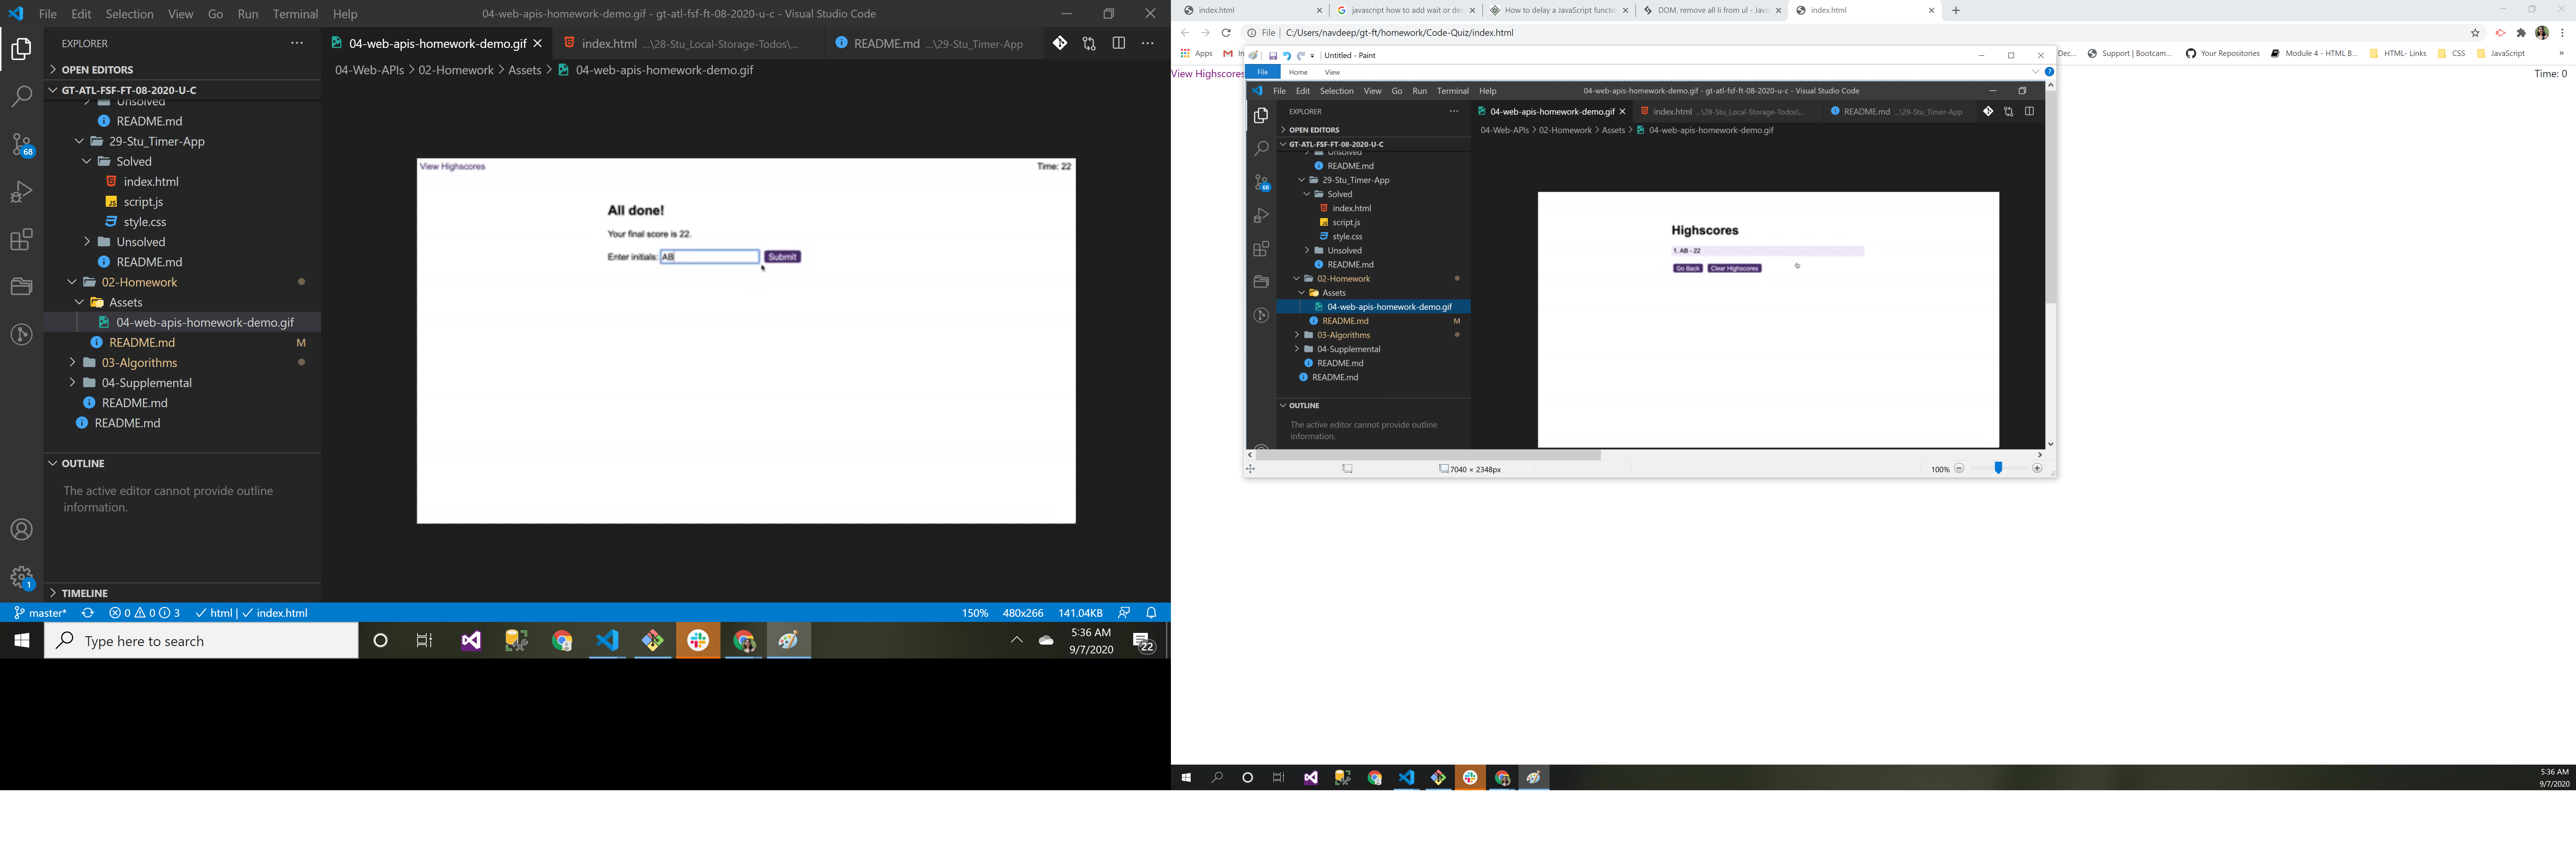 File Edit Selection View Go Run Terminal Help 04-web-apis-homework-demo.gif - gt-atl-fsf-ft-08-2020-u-c - Visual Studio Code
EXPLORER
04-web-apis-homework-demo.gif
index.html ...\28-Stu_Local-Storage-Todos\...
README.md ...\29-Stu_Timer-App
OPEN EDITORS
04-Web-APIs > 02-Homework > Assets > 04-web-apis-homework-demo.gif
GT-ATL-FSF-FT-08-2020-U-C
Unsolved
README.md
29-Stu_Timer-App
Solved
index.html
script.js
style.css
Unsolved
README.md
02-Homework
Assets
04-web-apis-homework-demo.gif
README.md M
03-Algorithms
04-Supplemental
README.md
README.md
OUTLINE
The active editor cannot provide outline
information.
TIMELINE
68
1
View Highscores Time: 22
All done!
Your final score is 22.
Enter initials: AB Submit
master* 0 0 3 html | index.html 150% 480x266 141.04KB
Type here to search
5:36 AM
9/7/2020
22
index.html
javascript how to add wait or del
How to delay a JavaScript functio
DOM, remove all li from ul - Java
index.html
File | C:/Users/navdeep/gt-ft/homework/Code-Quiz/index.html
Apps
Dec...
Support | Bootcam...
Your Repositories
Module 4 - HTML B...
HTML- Links
CSS
JavaScript
»
View Highscores Time: 0
Untitled - Paint
File Home View
File Edit Selection View Go Run Terminal Help 04-web-apis-homework-demo.gif - gt-atl-fsf-ft-08-2020-u-c - Visual Studio Code
EXPLORER
04-web-apis-homework-demo.gif
index.html ...\28-Stu_Local-Storage-Todos\...
README.md ...\29-Stu_Timer-App
OPEN EDITORS
04-Web-APIs > 02-Homework > Assets > 04-web-apis-homework-demo.gif
GT-ATL-FSF-FT-08-2020-U-C
Unsolved
README.md
29-Stu_Timer-App
Solved
index.html
script.js
style.css
Unsolved
README.md
02-Homework
Assets
04-web-apis-homework-demo.gif
README.md M
03-Algorithms
04-Supplemental
README.md
README.md
OUTLINE
The active editor cannot provide outline
information.
68
Highscores
1. AB - 22
Go Back Clear Highscores
7040 × 2348px
100%
5:36 AM
9/7/2020